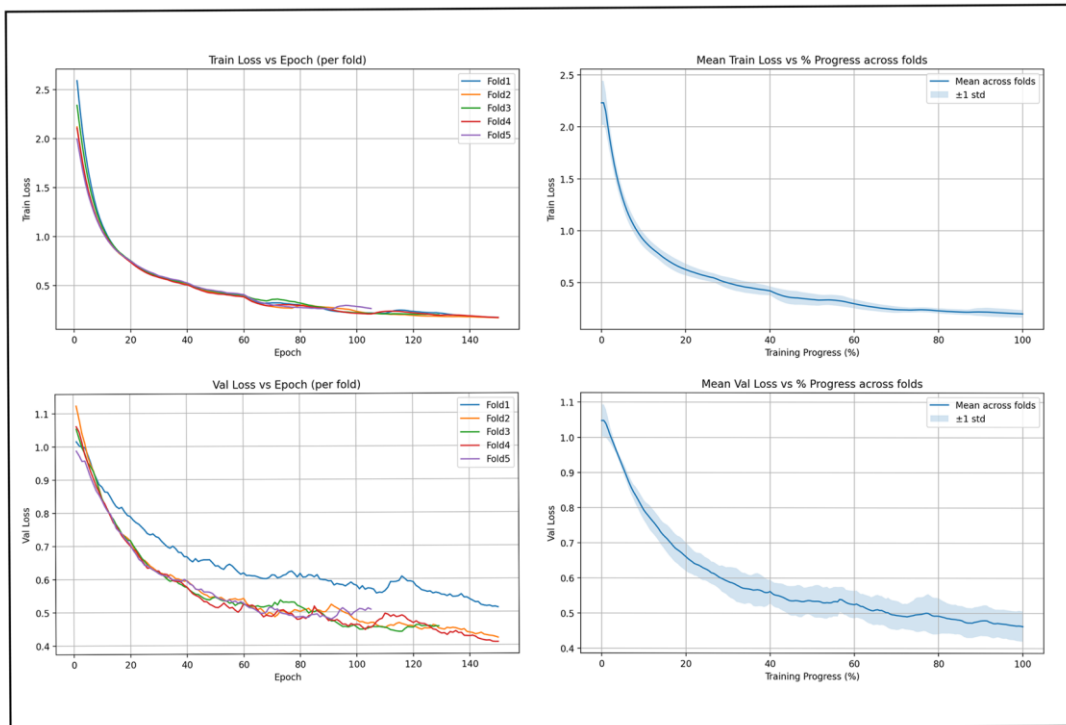 Train Loss vs Epoch (per fold)
Train Loss
2.5
2.0
1.5
1.0
0.5
0 20 40 60 80 100 120 140
Epoch
Fold1
Fold2
Fold3
Fold4
Fold5
Mean Train Loss vs % Progress across folds
Train Loss
2.5
2.0
1.5
1.0
0.5
0 20 40 60 80 100
Training Progress (%)
Mean across folds
±1 std
Val Loss vs Epoch (per fold)
Val Loss
1.1
1.0
0.9
0.8
0.7
0.6
0.5
0.4
0 20 40 60 80 100 120 140
Epoch
Fold1
Fold2
Fold3
Fold4
Fold5
Mean Val Loss vs % Progress across folds
Val Loss
1.1
1.0
0.9
0.8
0.7
0.6
0.5
0.4
0 20 40 60 80 100
Training Progress (%)
Mean across folds
±1 std